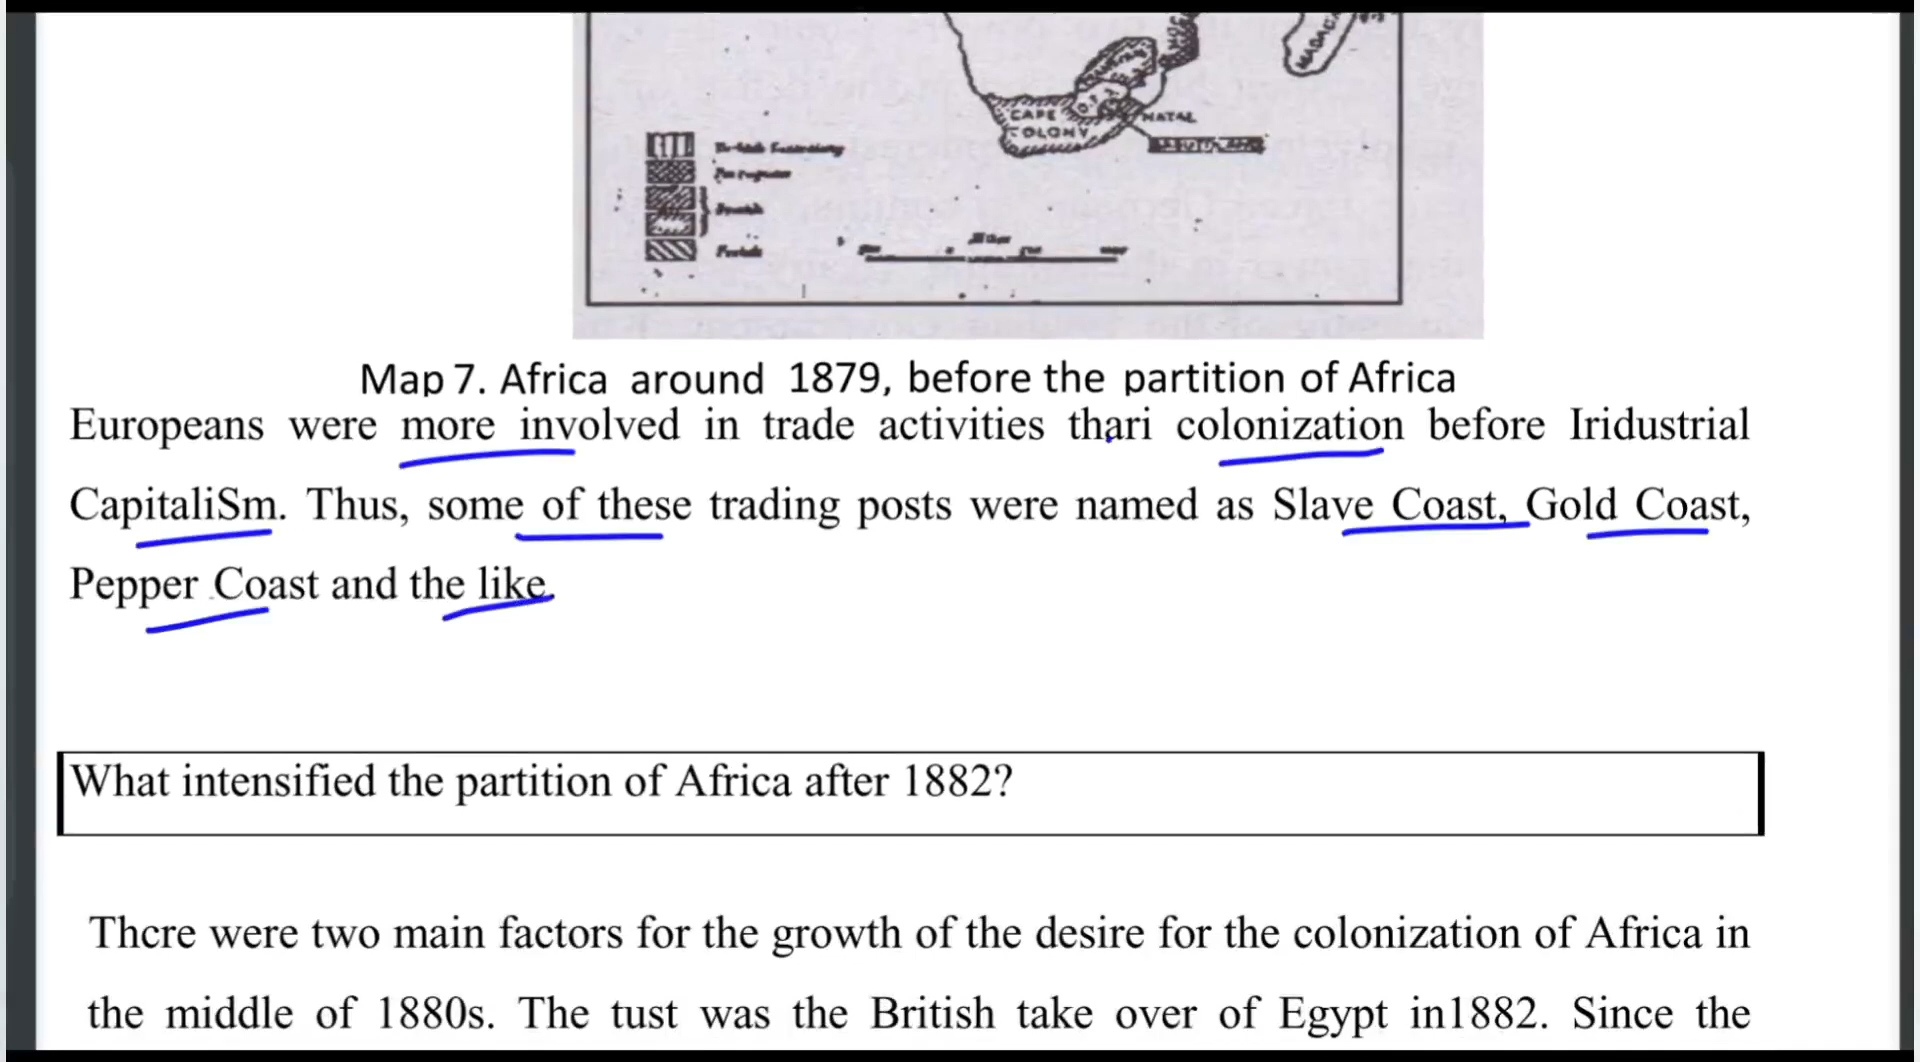 CAPE
COLONY
NATAL
Map 7. Africa around 1879, before the partition of Africa
Europeans were more involved in trade activities thari colonization before Iridustrial
CapitaliSm. Thus, some of these trading posts were named as Slave Coast, Gold Coast,
Pepper Coast and the like.
What intensified the partition of Africa after 1882?
Thcre were two main factors for the growth of the desire for the colonization of Africa in
the middle of 1880s. The tust was the British take over of Egypt in1882. Since the